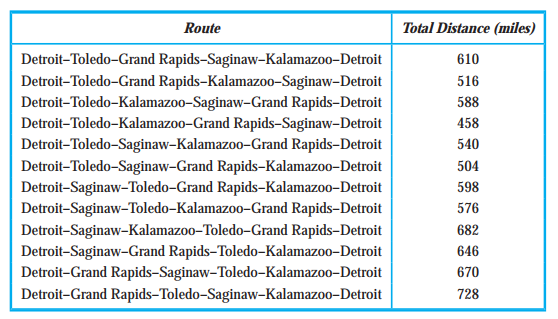 Route Total Distance (miles)
Detroit–Toledo–Grand Rapids–Saginaw–Kalamazoo–Detroit 610
Detroit–Toledo–Grand Rapids–Kalamazoo–Saginaw–Detroit 516
Detroit–Toledo–Kalamazoo–Saginaw–Grand Rapids–Detroit 588
Detroit–Toledo–Kalamazoo–Grand Rapids–Saginaw–Detroit 458
Detroit–Toledo–Saginaw–Kalamazoo–Grand Rapids–Detroit 540
Detroit–Toledo–Saginaw–Grand Rapids–Kalamazoo–Detroit 504
Detroit–Saginaw–Toledo–Grand Rapids–Kalamazoo–Detroit 598
Detroit–Saginaw–Toledo–Kalamazoo–Grand Rapids–Detroit 576
Detroit–Saginaw–Kalamazoo–Toledo–Grand Rapids–Detroit 682
Detroit–Saginaw–Grand Rapids–Toledo–Kalamazoo–Detroit 646
Detroit–Grand Rapids–Saginaw–Toledo–Kalamazoo–Detroit 670
Detroit–Grand Rapids–Toledo–Saginaw–Kalamazoo–Detroit 728